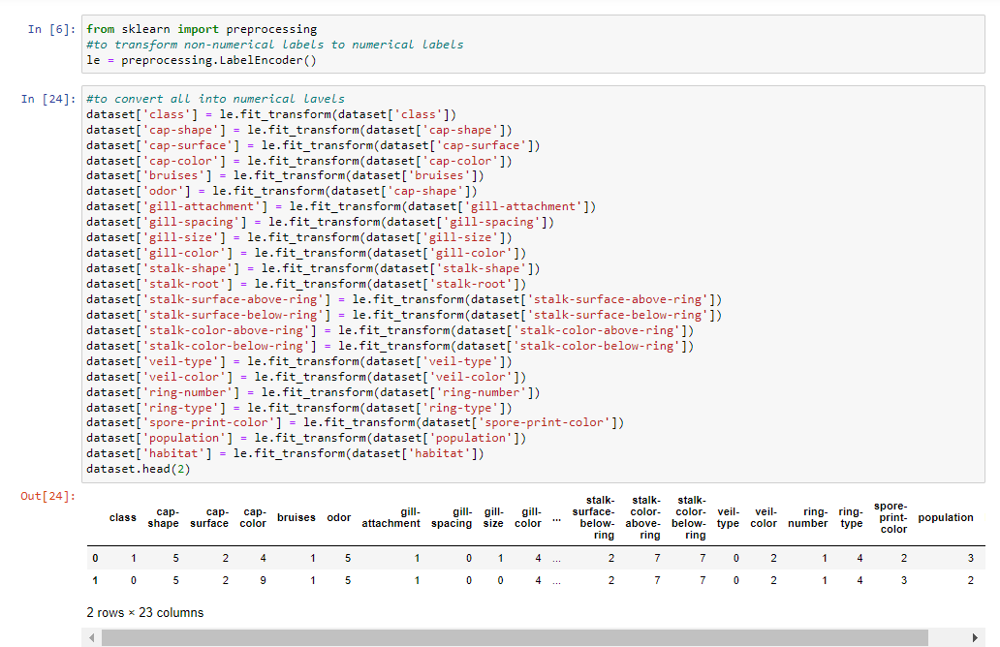 In [6]: from sklearn import preprocessing
#to transform non-numerical labels to numerical labels
le = preprocessing.LabelEncoder()
In [24]: #to convert all into numerical lavels
dataset['class'] = le.fit_transform(dataset['class'])
dataset['cap-shape'] = le.fit_transform(dataset['cap-shape'])
dataset['cap-surface'] = le.fit_transform(dataset['cap-surface'])
dataset['cap-color'] = le.fit_transform(dataset['cap-color'])
dataset['bruises'] = le.fit_transform(dataset['bruises'])
dataset['odor'] = le.fit_transform(dataset['cap-shape'])
dataset['gill-attachment'] = le.fit_transform(dataset['gill-attachment'])
dataset['gill-spacing'] = le.fit_transform(dataset['gill-spacing'])
dataset['gill-size'] = le.fit_transform(dataset['gill-size'])
dataset['gill-color'] = le.fit_transform(dataset['gill-color'])
dataset['stalk-shape'] = le.fit_transform(dataset['stalk-shape'])
dataset['stalk-root'] = le.fit_transform(dataset['stalk-root'])
dataset['stalk-surface-above-ring'] = le.fit_transform(dataset['stalk-surface-above-ring'])
dataset['stalk-surface-below-ring'] = le.fit_transform(dataset['stalk-surface-below-ring'])
dataset['stalk-color-above-ring'] = le.fit_transform(dataset['stalk-color-above-ring'])
dataset['stalk-color-below-ring'] = le.fit_transform(dataset['stalk-color-below-ring'])
dataset['veil-type'] = le.fit_transform(dataset['veil-type'])
dataset['veil-color'] = le.fit_transform(dataset['veil-color'])
dataset['ring-number'] = le.fit_transform(dataset['ring-number'])
dataset['ring-type'] = le.fit_transform(dataset['ring-type'])
dataset['spore-print-color'] = le.fit_transform(dataset['spore-print-color'])
dataset['population'] = le.fit_transform(dataset['population'])
dataset['habitat'] = le.fit_transform(dataset['habitat'])
dataset.head(2)
Out[24]:
class cap-shape cap-surface cap-color bruises odor gill-attachment gill-spacing gill-size gill-color ... stalk-surface-below-ring stalk-color-above-ring stalk-color-below-ring veil-type veil-color ring-number ring-type spore-print-color population
0 1 5 2 4 1 5 1 0 1 4 ... 2 7 7 0 2 1 4 2 3
1 0 5 2 9 1 5 1 0 0 4 ... 2 7 7 0 2 1 4 3 2
2 rows × 23 columns